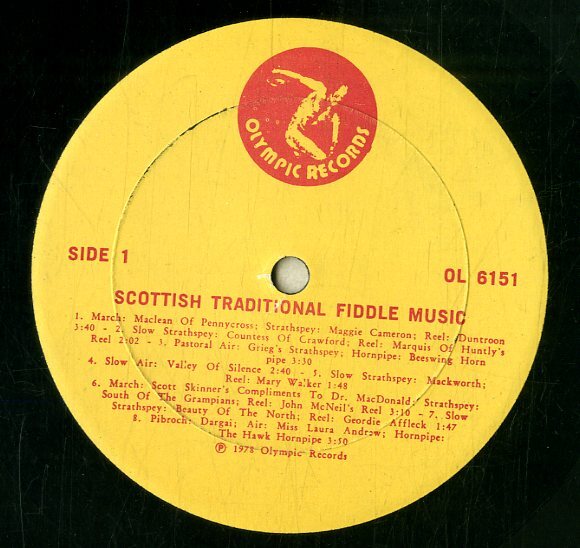 OLYMPIC RECORDS
SIDE 1
OL 6151
SCOTTISH TRADITIONAL FIDDLE MUSIC
1. March: Maclean Of Pennycross; Strathspey: Maggie Cameron; Reel: Duntroon
3:40 - 2. Slow Strathspey: Countess Of Crawford; Reel: Marquis Of Huntly's
Reel 2:02 - 3. Pastoral Air: Grieg's Strathspey; Hornpipe: Beeswing Horn
pipe 3:30
4. Slow Air: Valley Of Silence 2:40 - 5. Slow Strathspey: Mackworth;
Reel: Mary Walker 1:48
6. March: Scott Skinner's Compliments To Dr. MacDonald; Strathspey:
South Of The Grampians; Reel: John McNeil's Reel 3:10 - 7. Slow
Strathspey: Beauty Of The North; Reel: Geordie Affleck 1:47
8. Pibroch: Dargai; Air: Miss Laura Andrew; Hornpipe:
The Hawk Hornpipe 3:50
℗ 1978 Olympic Records